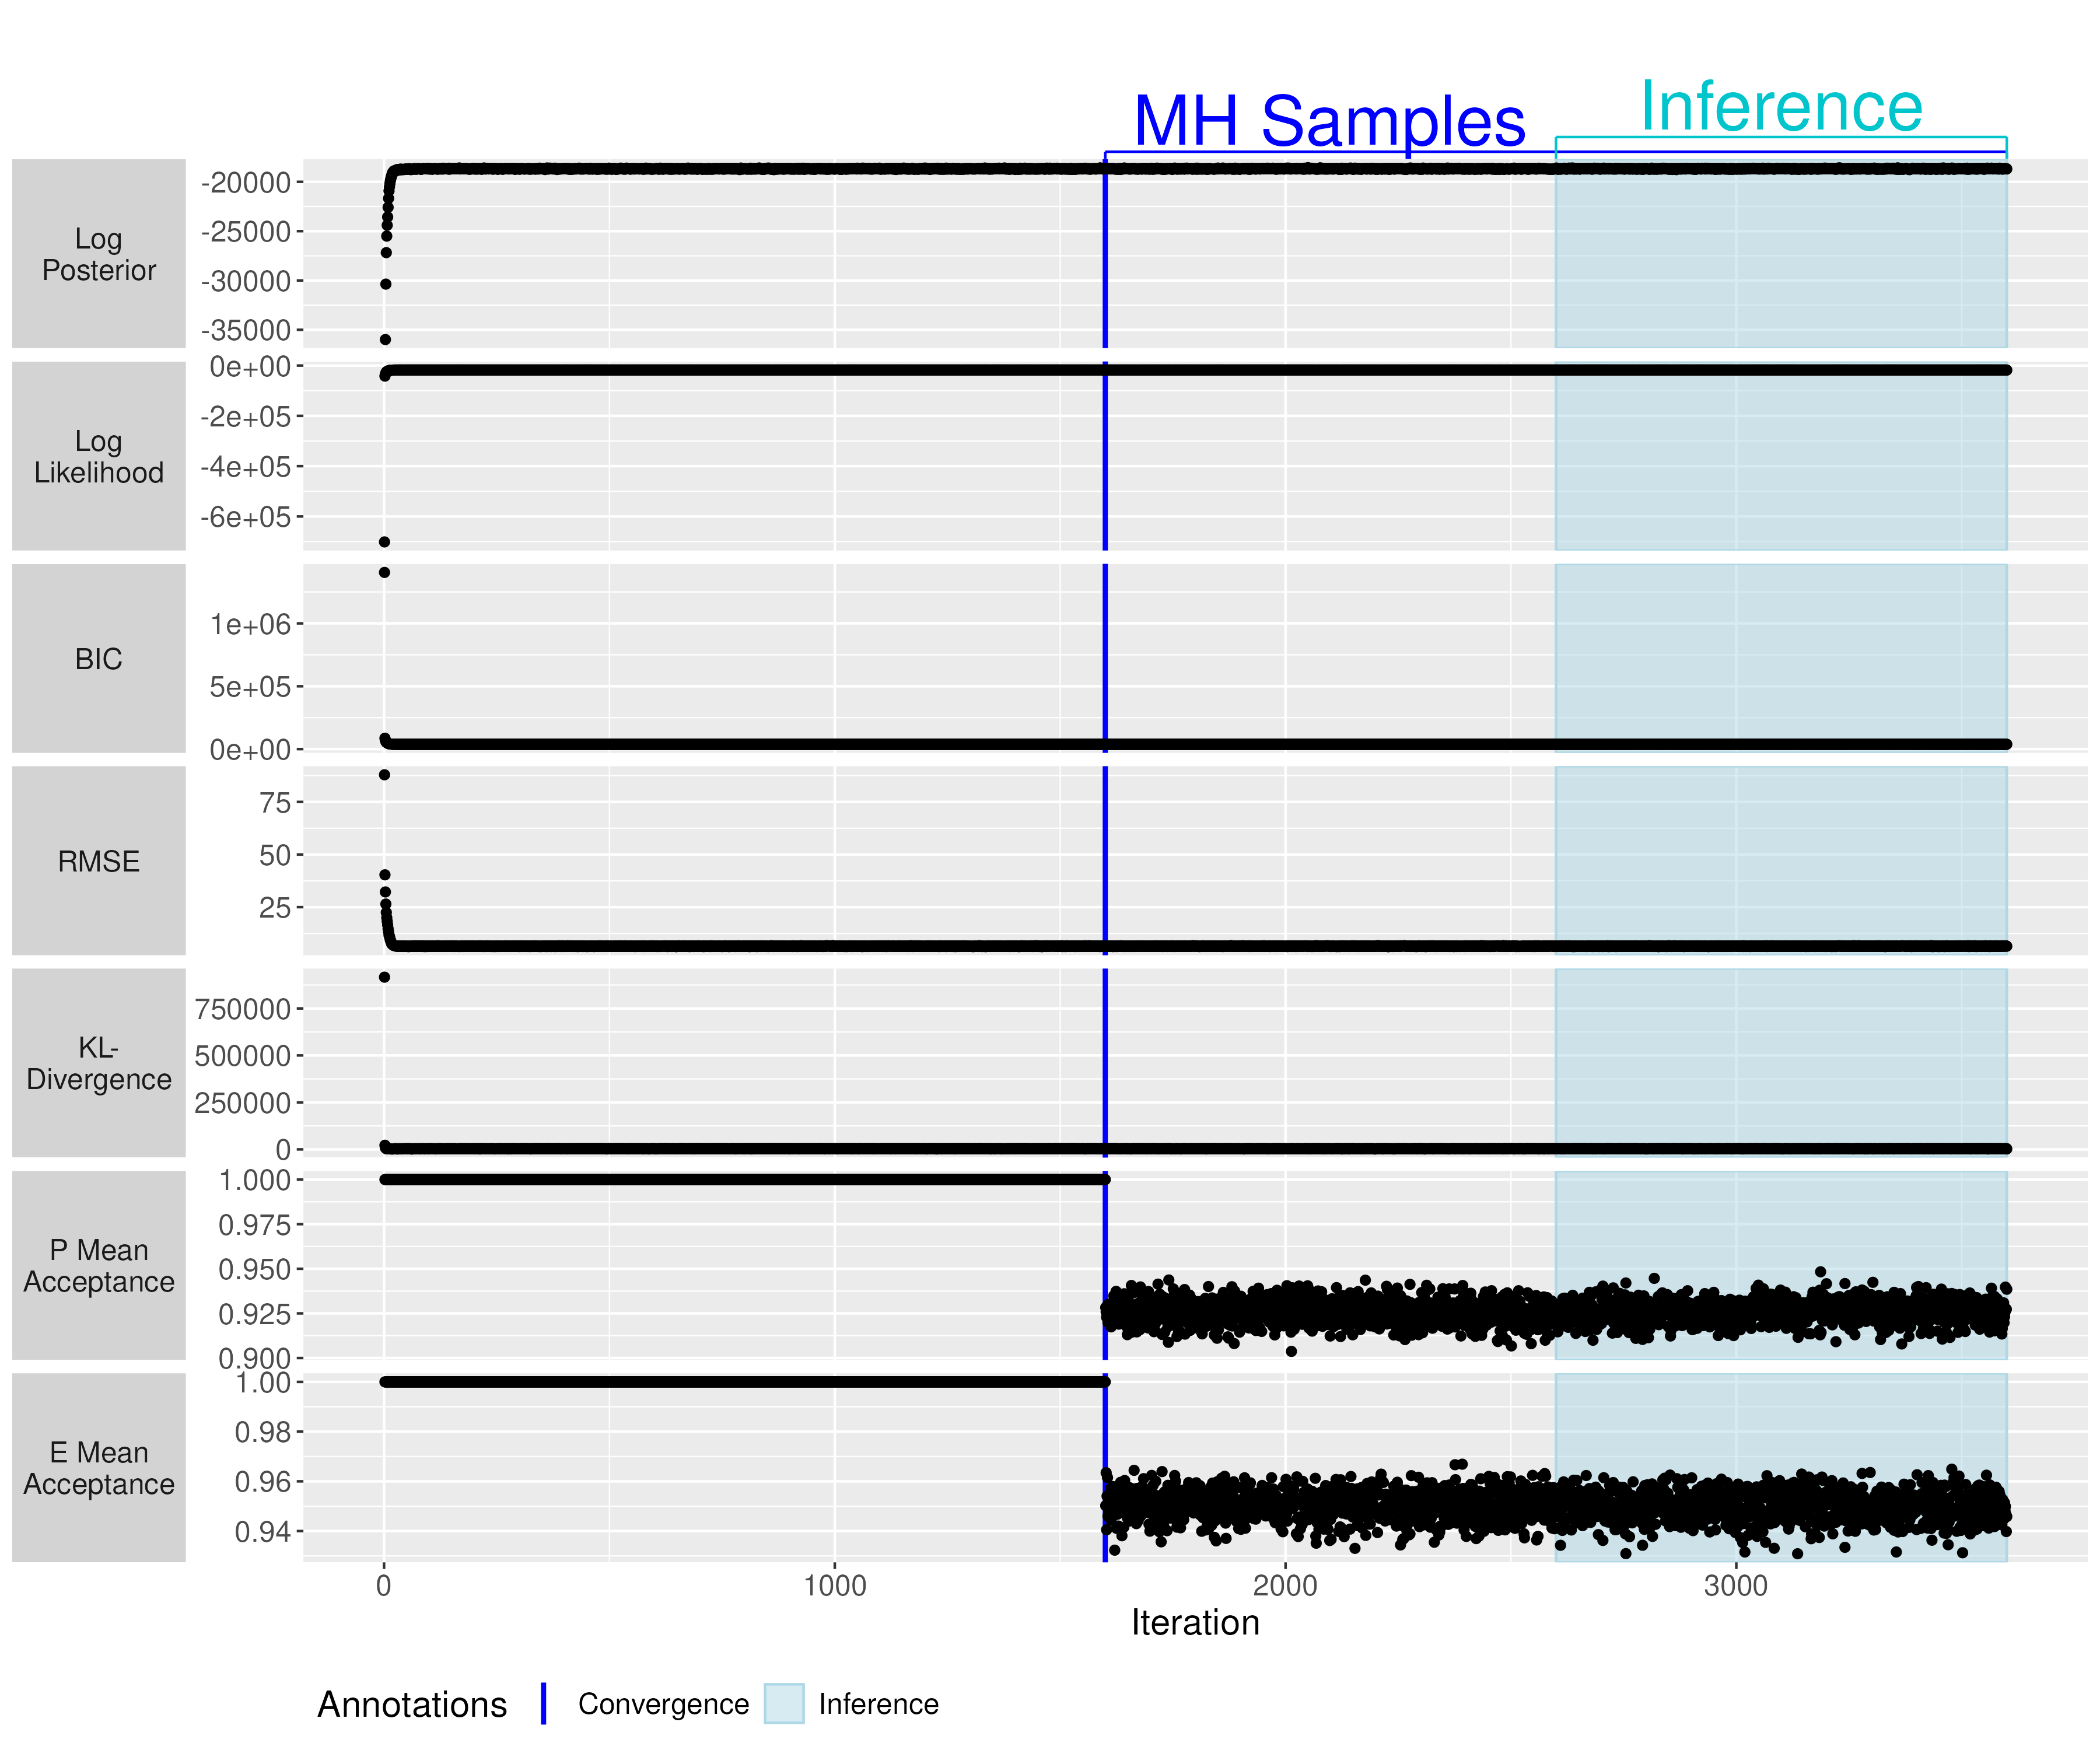 MH Samples
Inference
Log
Posterior
-20000
-25000
-30000
-35000
Log
Likelihood
0e+00
-2e+05
-4e+05
-6e+05
BIC
1e+06
5e+05
0e+00
RMSE
75
50
25
KL-
Divergence
750000
500000
250000
0
P Mean
Acceptance
1.000
0.975
0.950
0.925
0.900
E Mean
Acceptance
1.00
0.98
0.96
0.94
0 1000 2000 3000
Iteration
Annotations Convergence Inference